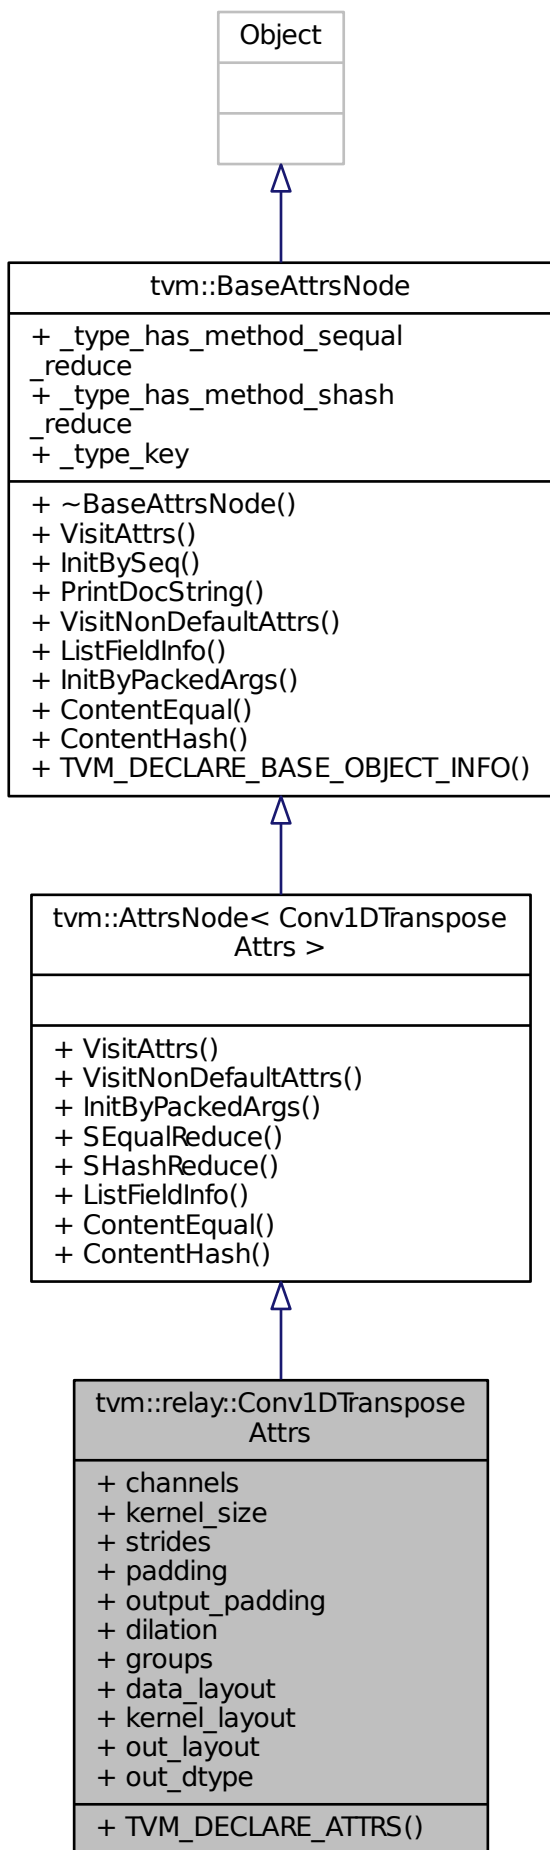 Object
tvm::BaseAttrsNode
+ _type_has_method_sequal
_reduce
+ _type_has_method_shash
_reduce
+ _type_key
+ ~BaseAttrsNode()
+ VisitAttrs()
+ InitBySeq()
+ PrintDocString()
+ VisitNonDefaultAttrs()
+ ListFieldInfo()
+ InitByPackedArgs()
+ ContentEqual()
+ ContentHash()
+ TVM_DECLARE_BASE_OBJECT_INFO()
tvm::AttrsNode< Conv1DTranspose
Attrs >
+ VisitAttrs()
+ VisitNonDefaultAttrs()
+ InitByPackedArgs()
+ SEqualReduce()
+ SHashReduce()
+ ListFieldInfo()
+ ContentEqual()
+ ContentHash()
tvm::relay::Conv1DTranspose
Attrs
+ channels
+ kernel_size
+ strides
+ padding
+ output_padding
+ dilation
+ groups
+ data_layout
+ kernel_layout
+ out_layout
+ out_dtype
+ TVM_DECLARE_ATTRS()